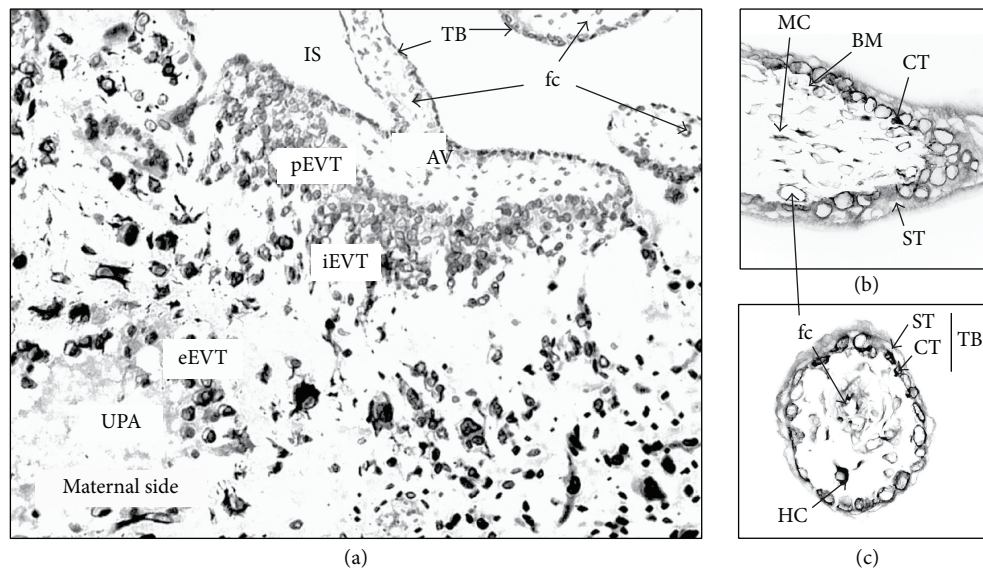 IS
TB
fc
AV
pEVT
iEVT
eEVT
UPA
Maternal side
(a)
MC
BM
CT
ST
(b)
fc
ST
CT
TB
HC
(c)